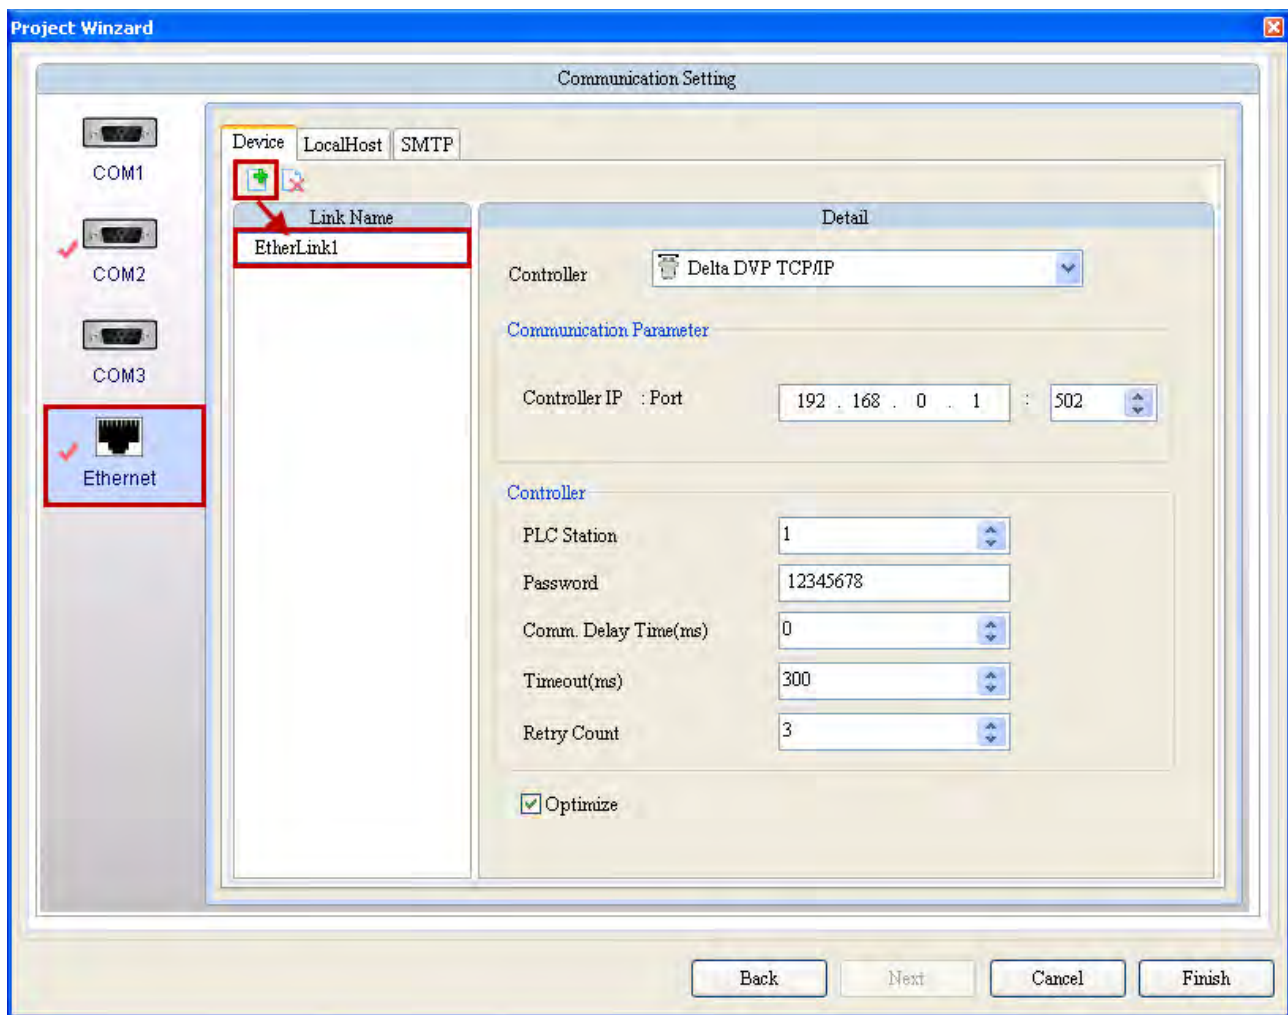 Project Winzard
Communication Setting
COM1
COM2
COM3
Ethernet
Device LocalHost SMTP
Link Name
EtherLink1
Detail
Controller Delta DVP TCP/IP
Communication Parameter
Controller IP : Port 192 . 168 . 0 . 1 : 502
Controller
PLC Station 1
Password 12345678
Comm. Delay Time(ms) 0
Timeout(ms) 300
Retry Count 3
Optimize
Back Next Cancel Finish